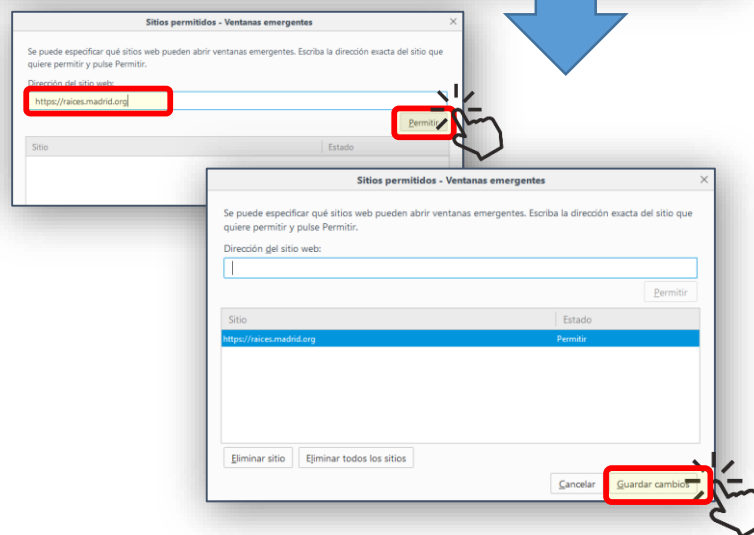 Sitios permitidos - Ventanas emergentes
Se puede especificar qué sitios web pueden abrir ventanas emergentes. Escriba la dirección exacta del sitio que
quiere permitir y pulse Permitir.
Dirección del sitio web:
https://raices.madrid.org
Permitir
Sitio Estado
Sitios permitidos - Ventanas emergentes
Se puede especificar qué sitios web pueden abrir ventanas emergentes. Escriba la dirección exacta del sitio que
quiere permitir y pulse Permitir.
Dirección del sitio web:
Permitir
Sitio Estado
https://raices.madrid.org Permitir
Eliminar sitio Eliminar todos los sitios
Cancelar Guardar cambios